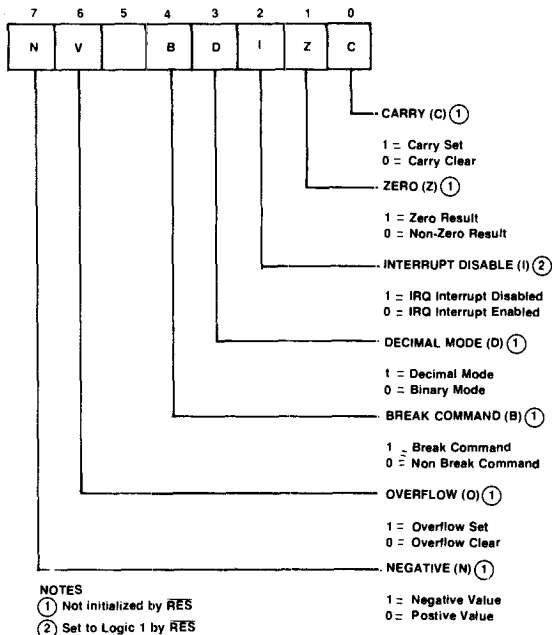 7 6 5 4 3 2 1 0
N V B D I Z C
CARRY (C) ①
1 = Carry Set
0 = Carry Clear
ZERO (Z) ①
1 = Zero Result
0 = Non-Zero Result
INTERRUPT DISABLE (I) ②
1 = IRQ Interrupt Disabled
0 = IRQ Interrupt Enabled
DECIMAL MODE (D) ①
1 = Decimal Mode
0 = Binary Mode
BREAK COMMAND (B) ①
1 = Break Command
0 = Non Break Command
OVERFLOW (O) ①
1 = Overflow Set
0 = Overflow Clear
NEGATIVE (N) ①
1 = Negative Value
0 = Postive Value
NOTES
① Not initialized by R̅E̅S̅
② Set to Logic 1 by R̅E̅S̅